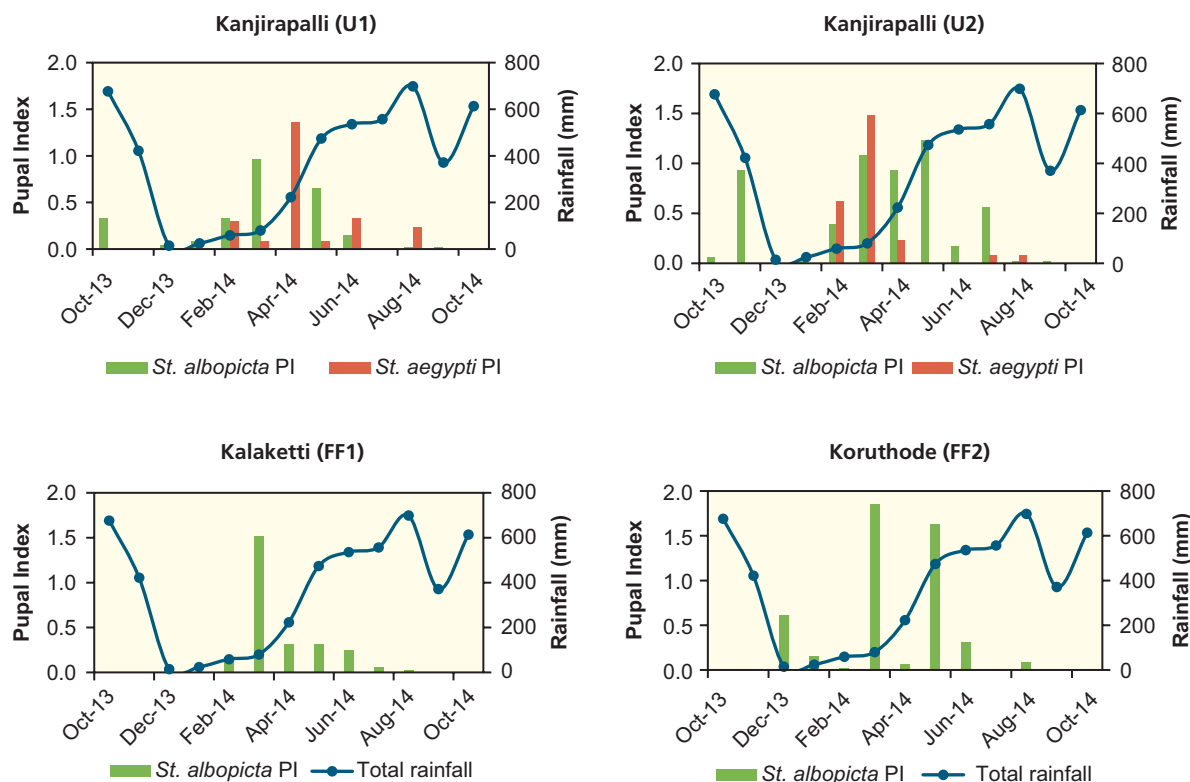 Kanjirapalli (U1)
Pupal Index
2.0
1.5
1.0
0.5
0.0
800
600
400
200
0
Rainfall (mm)
Oct-13
Dec-13
Feb-14
Apr-14
Jun-14
Aug-14
Oct-14
St. albopicta PI
St. aegypti PI
Kanjirapalli (U2)
Pupal Index
2.0
1.5
1.0
0.5
0.0
800
600
400
200
0
Rainfall (mm)
Oct-13
Dec-13
Feb-14
Apr-14
Jun-14
Aug-14
Oct-14
St. albopicta PI
St. aegypti PI
Kalaketti (FF1)
Pupal Index
2.0
1.5
1.0
0.5
0.0
800
600
400
200
0
Rainfall (mm)
Oct-13
Dec-13
Feb-14
Apr-14
Jun-14
Aug-14
Oct-14
St. albopicta PI
Total rainfall
Koruthode (FF2)
Pupal Index
2.0
1.5
1.0
0.5
0.0
800
600
400
200
0
Rainfall (mm)
Oct-13
Dec-13
Feb-14
Apr-14
Jun-14
Aug-14
Oct-14
St. albopicta PI
Total rainfall